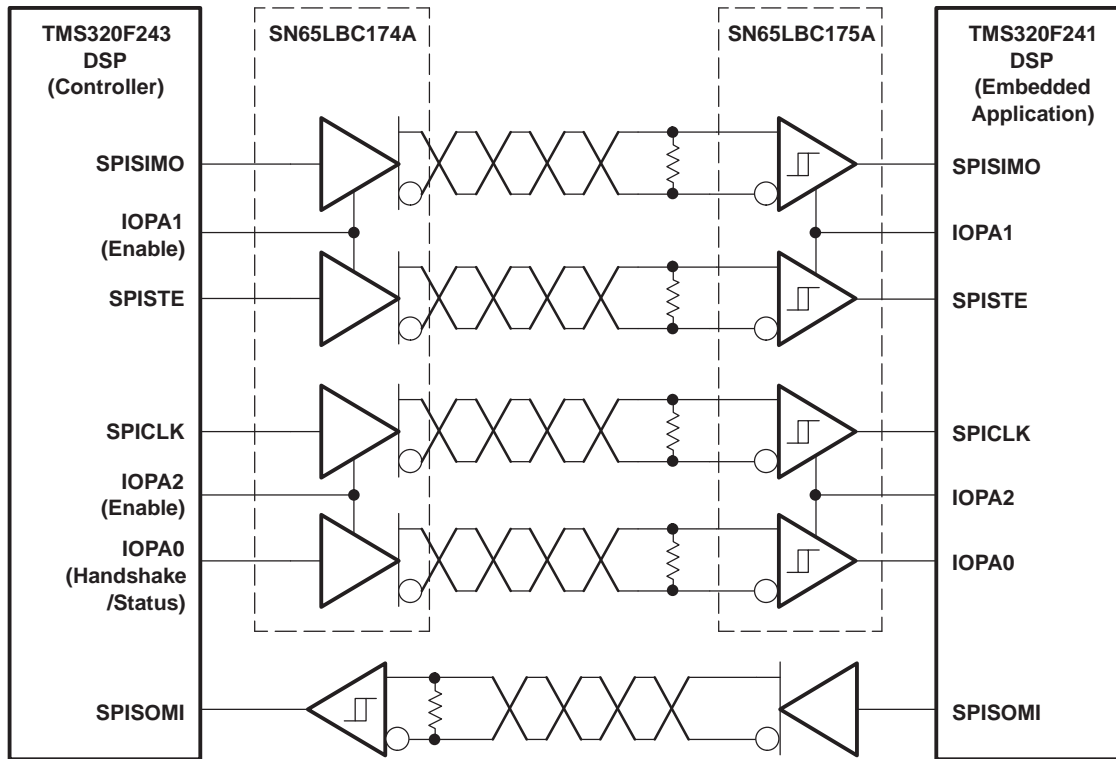 TMS320F243
DSP
(Controller)
SPISIMO
IOPA1
(Enable)
SPISTE
SPICLK
IOPA2
(Enable)
IOPA0
(Handshake
/Status)
SPISOMI
SN65LBC174A
SN65LBC175A
TMS320F241
DSP
(Embedded
Application)
SPISIMO
IOPA1
SPISTE
SPICLK
IOPA2
IOPA0
SPISOMI